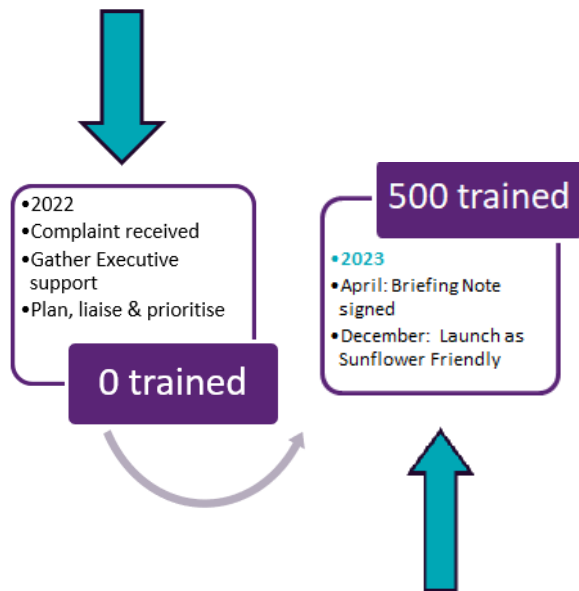 •2022
•Complaint received
•Gather Executive
support
•Plan, liaise & prioritise
0 trained
500 trained
•2023
•April: Briefing Note
signed
•December: Launch as
Sunflower Friendly